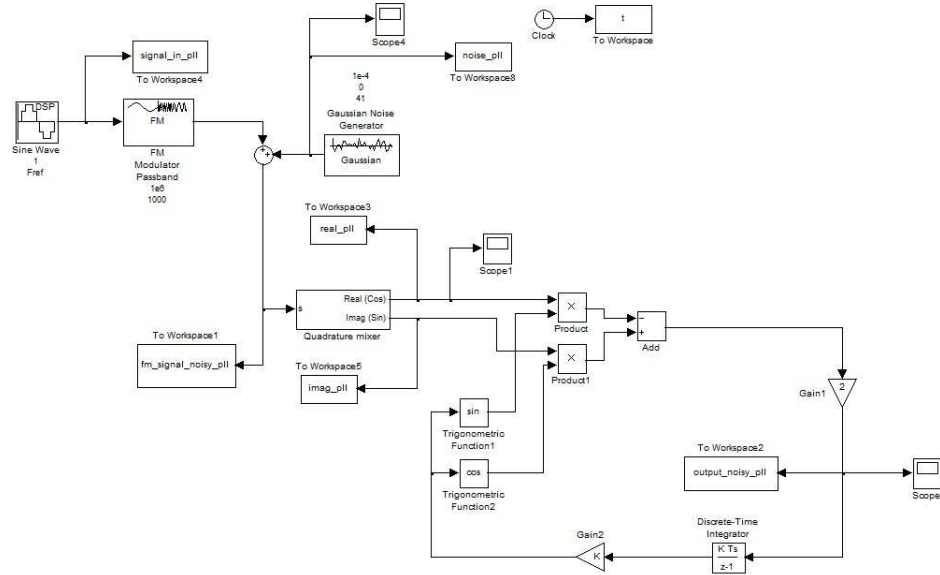 Scope4
Clock
t
To Workspace
signal_in_pll
To Workspace4
noise_pll
To Workspace8
1e-4
0
41
Gaussian Noise
Generator
Gaussian
DSP
Sine Wave
1
Fref
FM
FM
Modulator
Passband
1e6
1000
+
+
To Workspace3
real_pll
Scope1
s
Real (Cos)
Imag (Sin)
Quadrature mixer
×
Product
×
Product1
−
+
Add
To Workspace1
fm_signal_noisy_pll
To Workspace5
imag_pll
2
Gain1
sin
Trigonometric
Function1
cos
Trigonometric
Function2
To Workspace2
output_noisy_pll
Scope
Discrete-Time
Integrator
K Ts
z-1
Gain2
K